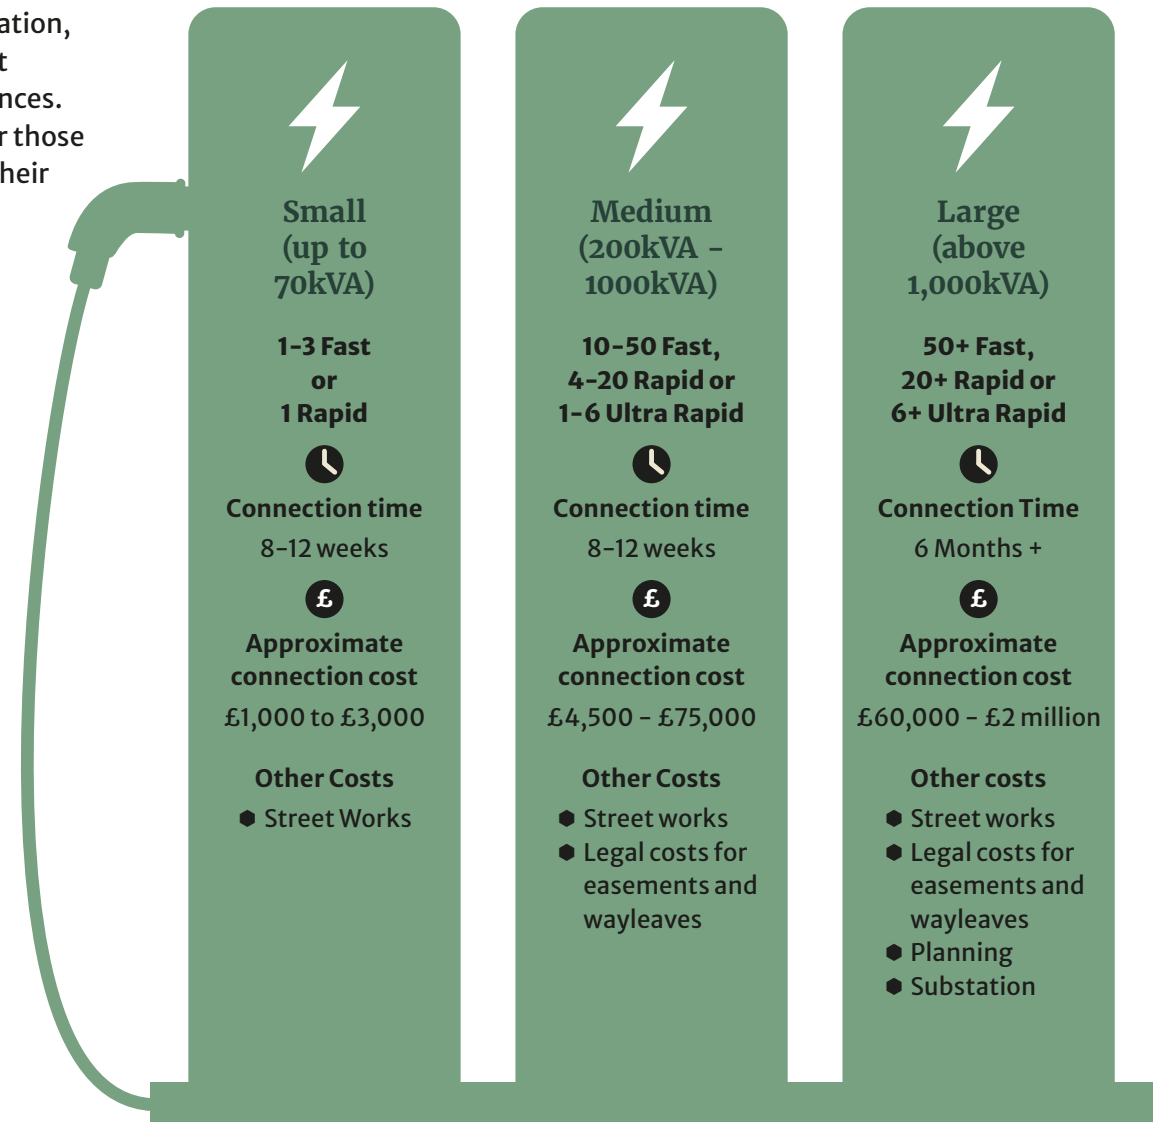 ation,
t
nces.
r those
heir
Small
(up to
70kVA)
1-3 Fast
or
1 Rapid
Connection time
8-12 weeks
£
Approximate
connection cost
£1,000 to £3,000
Other Costs
Street Works
Medium
(200kVA -
1000kVA)
10-50 Fast,
4-20 Rapid or
1-6 Ultra Rapid
Connection time
8-12 weeks
£
Approximate
connection cost
£4,500 - £75,000
Other Costs
Street works
Legal costs for
easements and
wayleaves
Large
(above
1,000kVA)
50+ Fast,
20+ Rapid or
6+ Ultra Rapid
Connection Time
6 Months +
£
Approximate
connection cost
£60,000 - £2 million
Other costs
Street works
Legal costs for
easements and
wayleaves
Planning
Substation